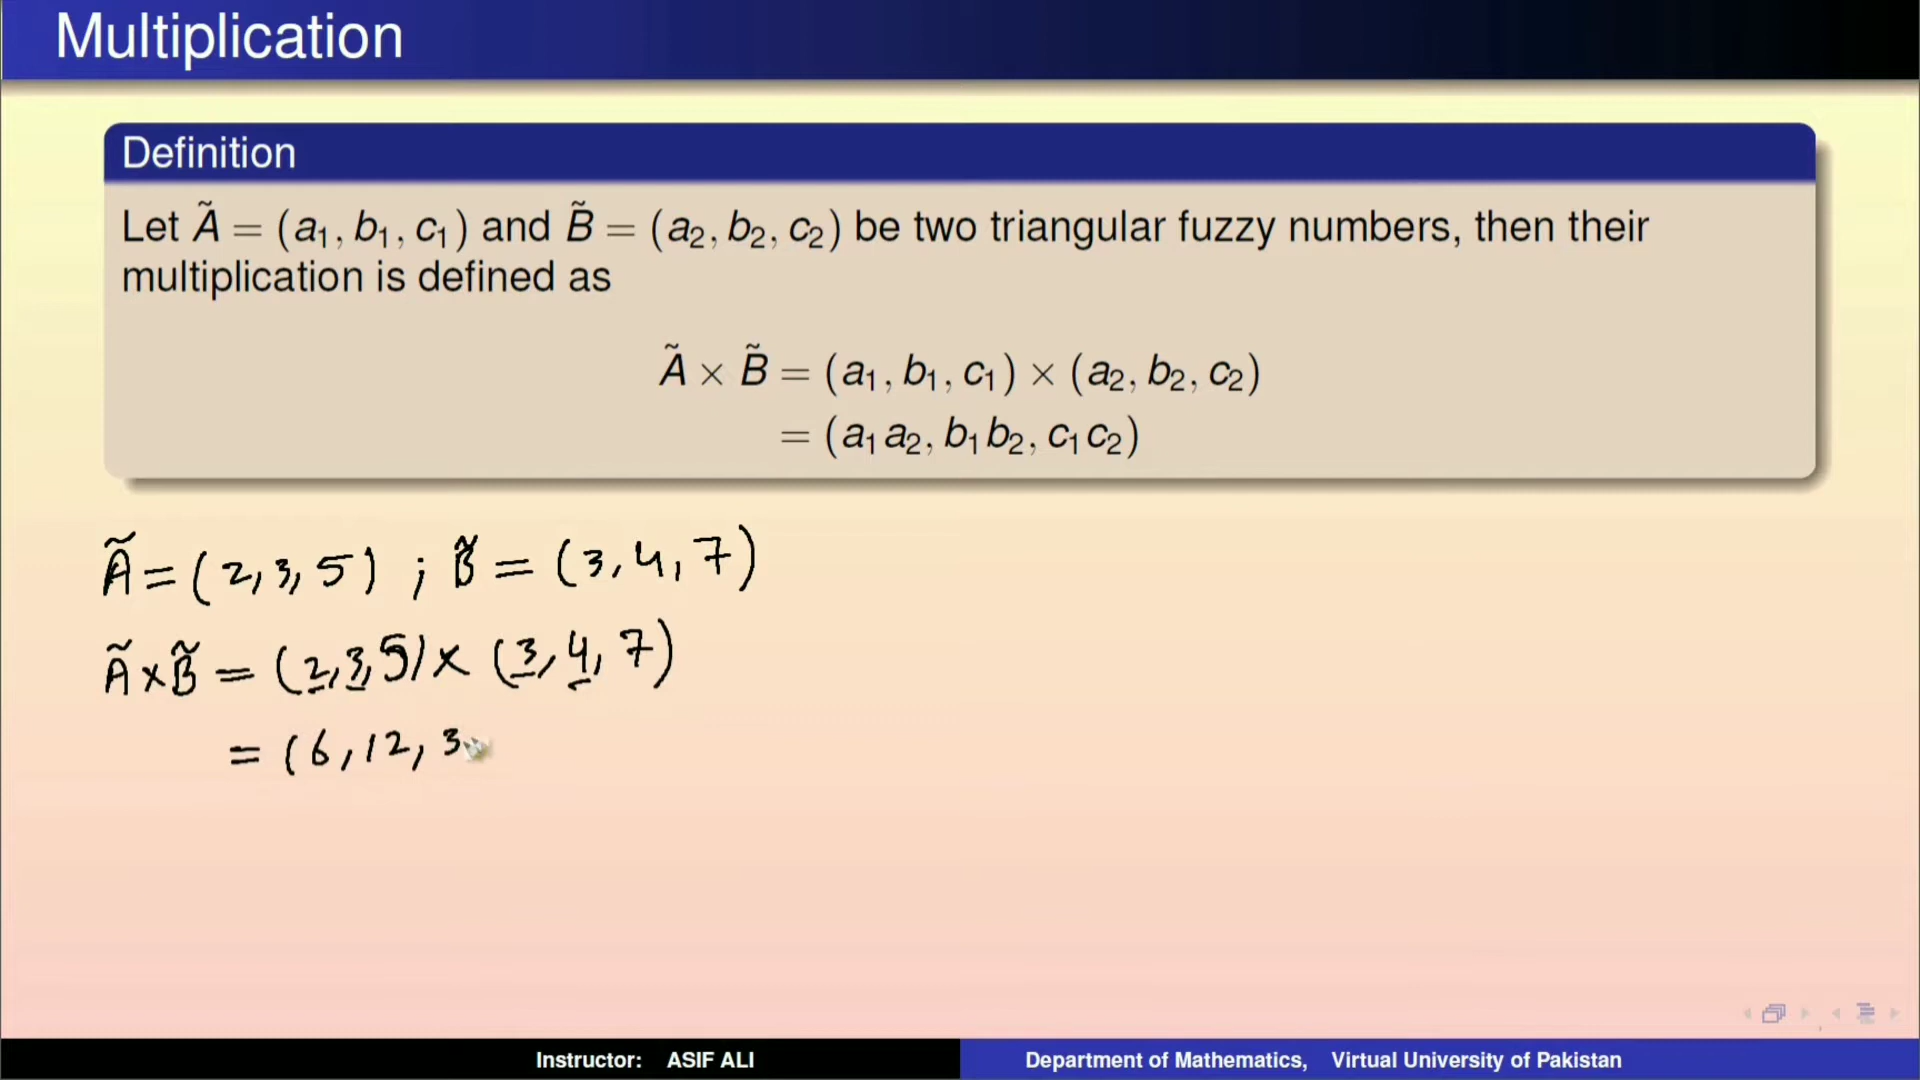 Multiplication
Definition
Let Ã = (a₁, b₁, c₁) and B̃ = (a₂, b₂, c₂) be two triangular fuzzy numbers, then their
multiplication is defined as
Ã × B̃ = (a₁, b₁, c₁) × (a₂, b₂, c₂)
= (a₁a₂, b₁b₂, c₁c₂)
Ã = (2, 3, 5) ; B̃ = (3, 4, 7)
Ã × B̃ = (2, 3, 5) × (3, 4, 7)
= (6, 12, 3
Instructor: ASIF ALI
Department of Mathematics, Virtual University of Pakistan